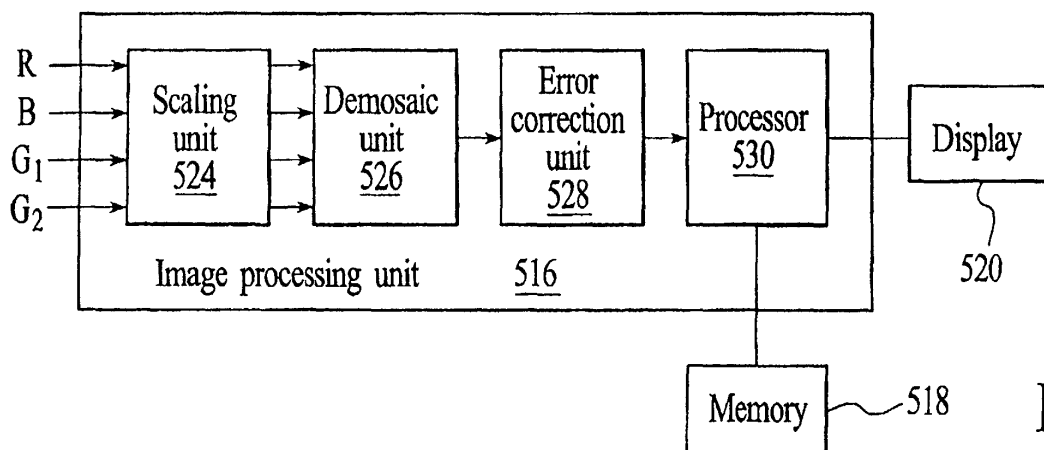 R
B
G1
G2
Scaling
unit
524
Demosaic
unit
526
Error
correction
unit
528
Processor
530
Display
520
Image processing unit 516
Memory
518